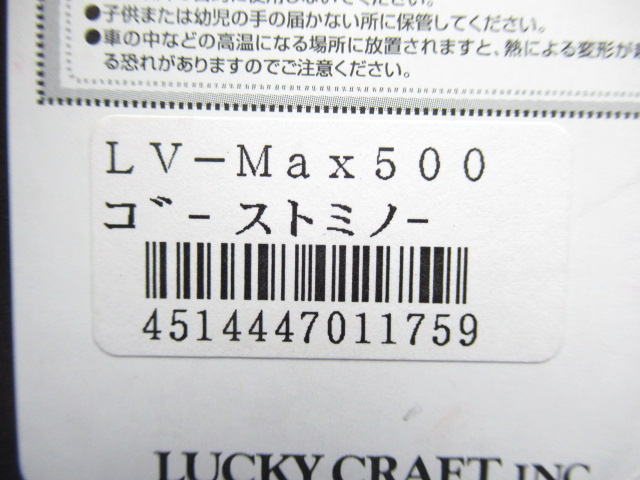 ください。
●子供または幼児の手の届かない所に保管してください。
●車の中などの高温になる場所に放置されますと、熱による変形が
る恐れがありますのでご注意ください。
ＬＶ－Ｍａｘ５００
ｺﾞｰストミノｰ
4514447011759
LUCKY CRAFT INC